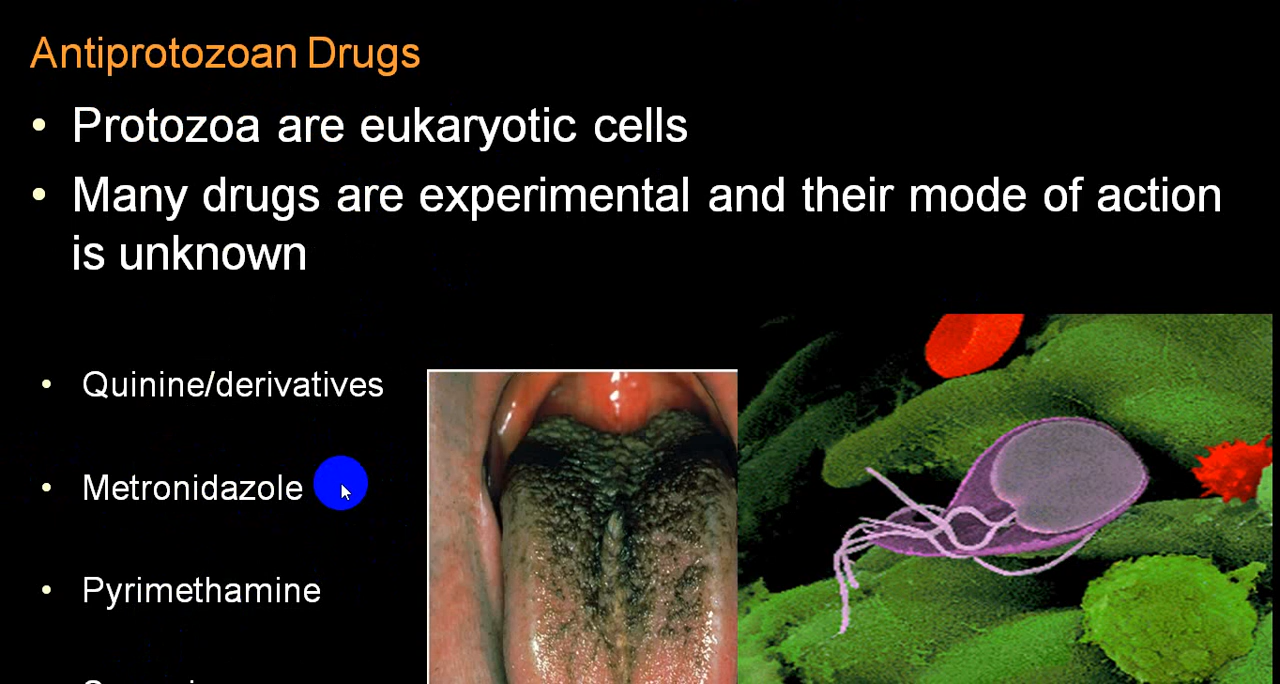 Antiprotozoan Drugs
• Protozoa are eukaryotic cells
• Many drugs are experimental and their mode of action
is unknown
• Quinine/derivatives
• Metronidazole
• Pyrimethamine